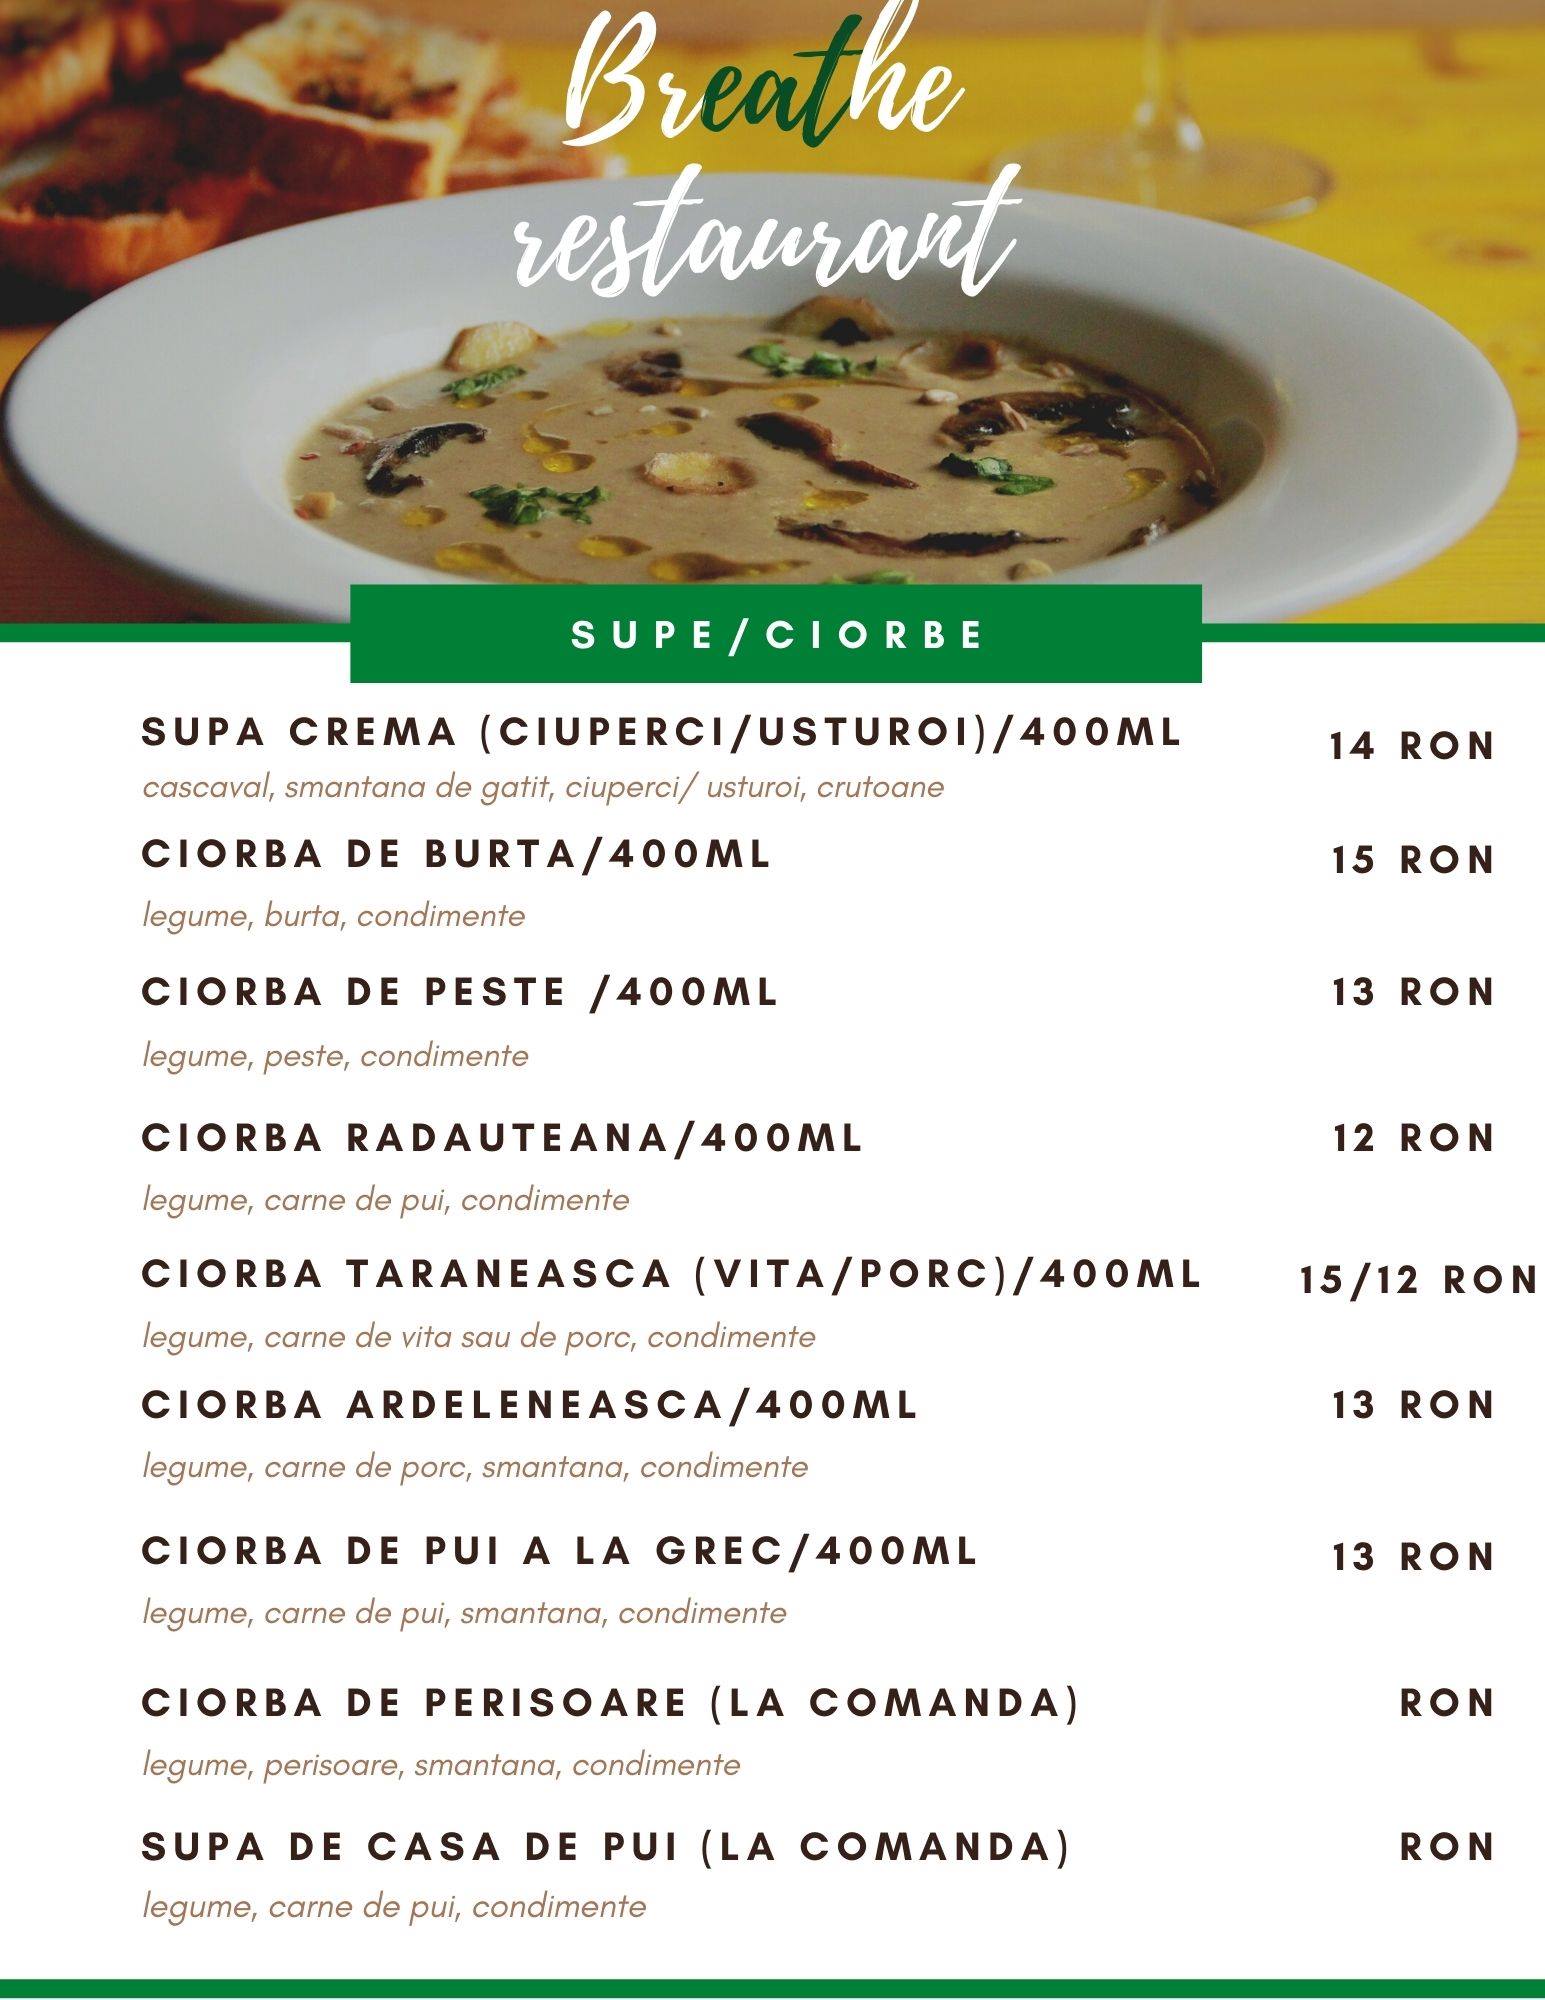 Breathe
restaurant
SUPE/CIORBE
SUPA CREMA (CIUPERCI/USTUROI)/400ML 14 RON
cascaval, smantana de gatit, ciuperci/ usturoi, crutoane
CIORBA DE BURTA/400ML 15 RON
legume, burta, condimente
CIORBA DE PESTE /400ML 13 RON
legume, peste, condimente
CIORBA RADAUTEANA/400ML 12 RON
legume, carne de pui, condimente
CIORBA TARANEASCA (VITA/PORC)/400ML 15/12 RON
legume, carne de vita sau de porc, condimente
CIORBA ARDELENEASCA/400ML 13 RON
legume, carne de porc, smantana, condimente
CIORBA DE PUI A LA GREC/400ML 13 RON
legume, carne de pui, smantana, condimente
CIORBA DE PERISOARE (LA COMANDA) RON
legume, perisoare, smantana, condimente
SUPA DE CASA DE PUI (LA COMANDA) RON
legume, carne de pui, condimente